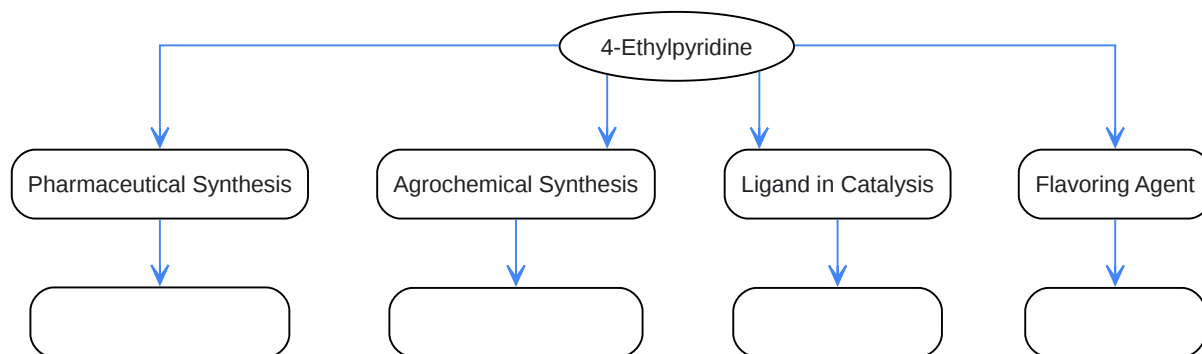 4-Ethylpyridine
Pharmaceutical Synthesis
Agrochemical Synthesis
Ligand in Catalysis
Flavoring Agent